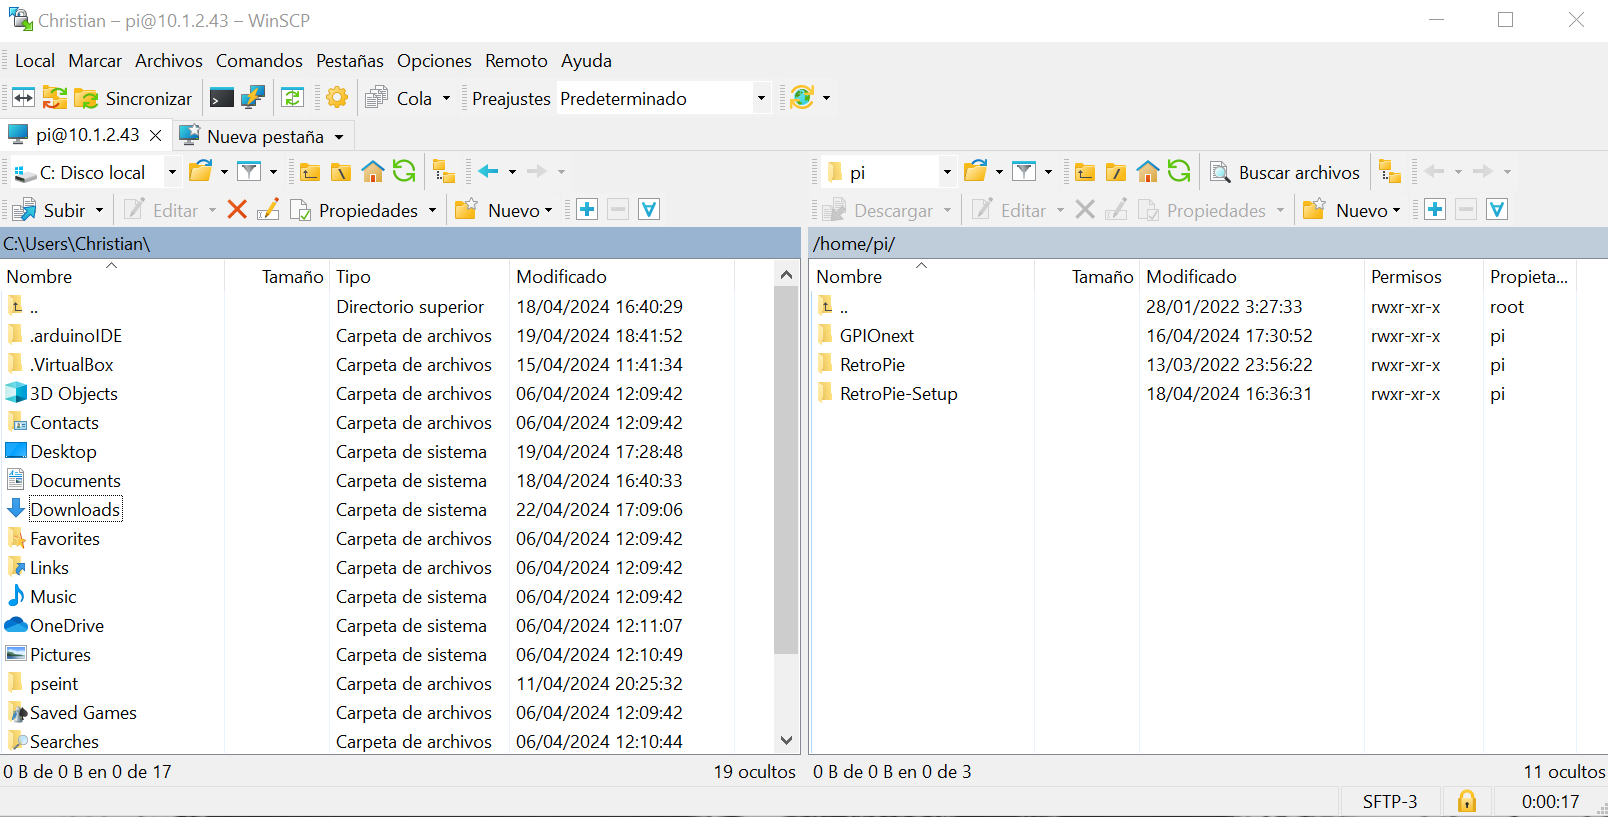 Christian – pi@10.1.2.43 – WinSCP
Local Marcar Archivos Comandos Pestañas Opciones Remoto Ayuda
Sincronizar Cola Preajustes Predeterminado
pi@10.1.2.43 Nueva pestaña
C: Disco local
Subir Editar Propiedades Nuevo
C:\Users\Christian\
Nombre Tamaño Tipo Modificado
.. Directorio superior 18/04/2024 16:40:29
.arduinoIDE Carpeta de archivos 19/04/2024 18:41:52
.VirtualBox Carpeta de archivos 15/04/2024 11:41:34
3D Objects Carpeta de archivos 06/04/2024 12:09:42
Contacts Carpeta de archivos 06/04/2024 12:09:42
Desktop Carpeta de sistema 19/04/2024 17:28:48
Documents Carpeta de sistema 18/04/2024 16:40:33
Downloads Carpeta de sistema 22/04/2024 17:09:06
Favorites Carpeta de archivos 06/04/2024 12:09:42
Links Carpeta de archivos 06/04/2024 12:09:42
Music Carpeta de sistema 06/04/2024 12:09:42
OneDrive Carpeta de sistema 06/04/2024 12:11:07
Pictures Carpeta de sistema 06/04/2024 12:10:49
pseint Carpeta de archivos 11/04/2024 20:25:32
Saved Games Carpeta de archivos 06/04/2024 12:09:42
Searches Carpeta de archivos 06/04/2024 12:10:44
0 B de 0 B en 0 de 17 19 ocultos
pi Buscar archivos
Descargar Editar Propiedades Nuevo
/home/pi/
Nombre Tamaño Modificado Permisos Propieta...
.. 28/01/2022 3:27:33 rwxr-xr-x root
GPIOnext 16/04/2024 17:30:52 rwxr-xr-x pi
RetroPie 13/03/2022 23:56:22 rwxr-xr-x pi
RetroPie-Setup 18/04/2024 16:36:31 rwxr-xr-x pi
0 B de 0 B en 0 de 3 11 ocultos
SFTP-3 0:00:17